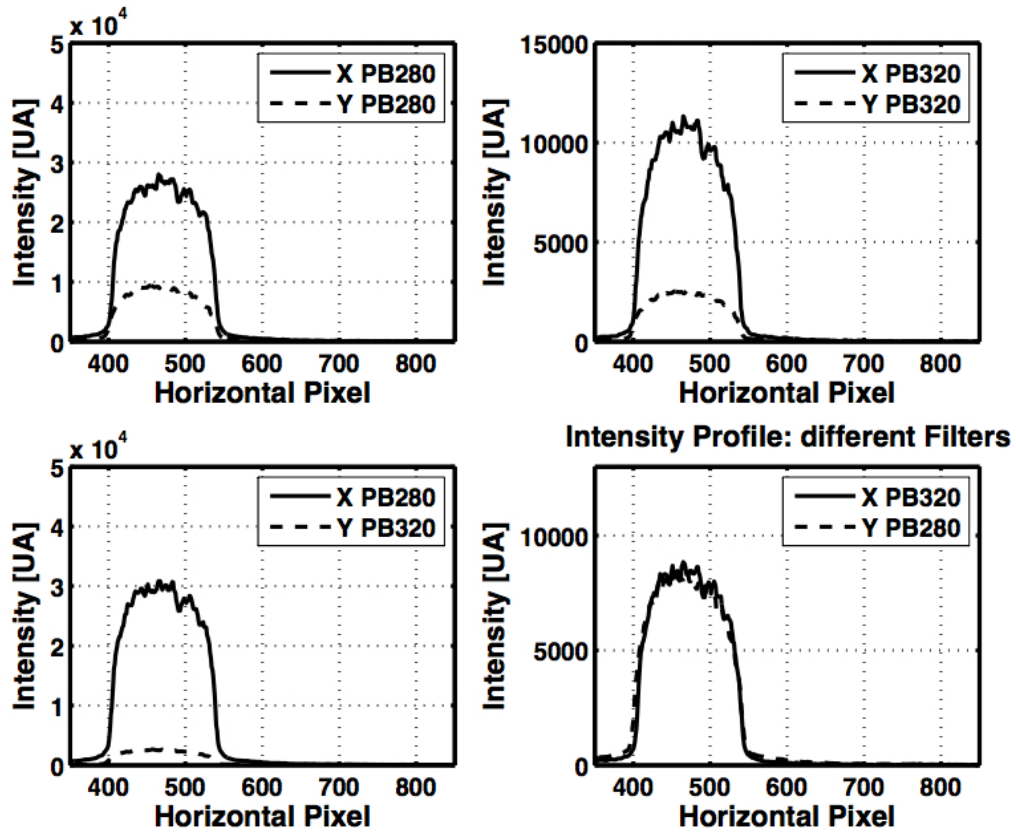 x 10^4
5
4
3
2
1
0
Intensity [UA]
X PB280
Y PB280
400 500 600 700 800
Horizontal Pixel
15000
10000
5000
0
Intensity [UA]
X PB320
Y PB320
400 500 600 700 800
Horizontal Pixel
x 10^4
5
4
3
2
1
0
Intensity [UA]
X PB280
Y PB320
400 500 600 700 800
Horizontal Pixel
Intensity Profile: different Filters
10000
5000
0
Intensity [UA]
X PB320
Y PB280
400 500 600 700 800
Horizontal Pixel